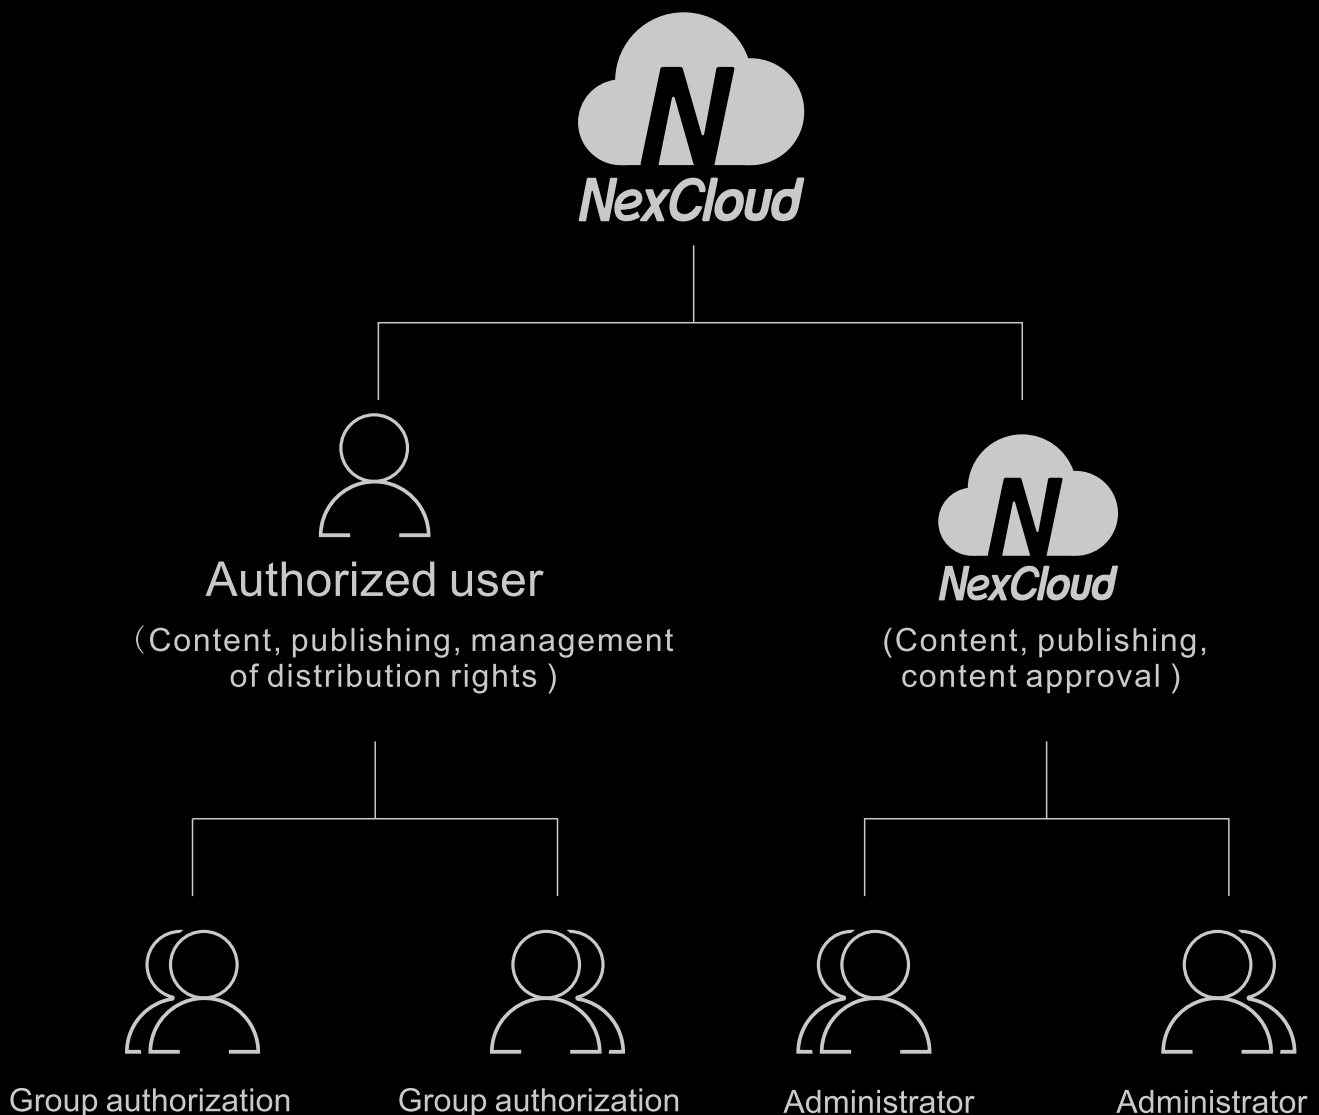 N
NexCloud
Authorized user
（Content, publishing, management
of distribution rights )
N
NexCloud
(Content, publishing,
content approval )
Group authorization
Group authorization
Administrator
Administrator